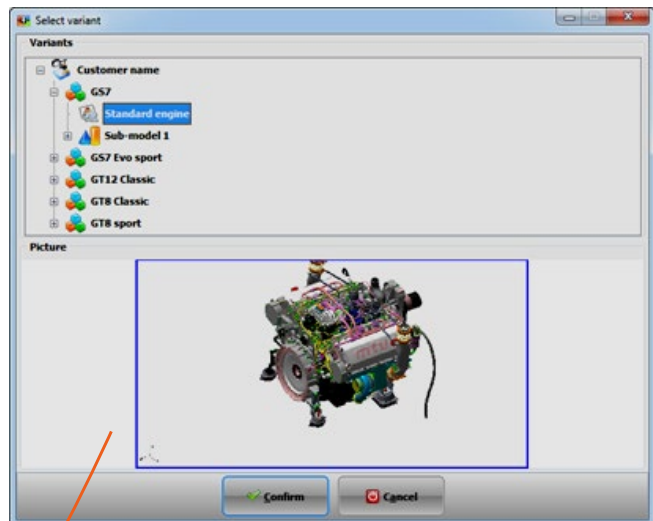 Select variant
Variants
Customer name
GS7
Standard engine
Sub-model 1
GS7 Evo sport
GT12 Classic
GT8 Classic
GT8 sport
Picture
mtu
Confirm
Cancel